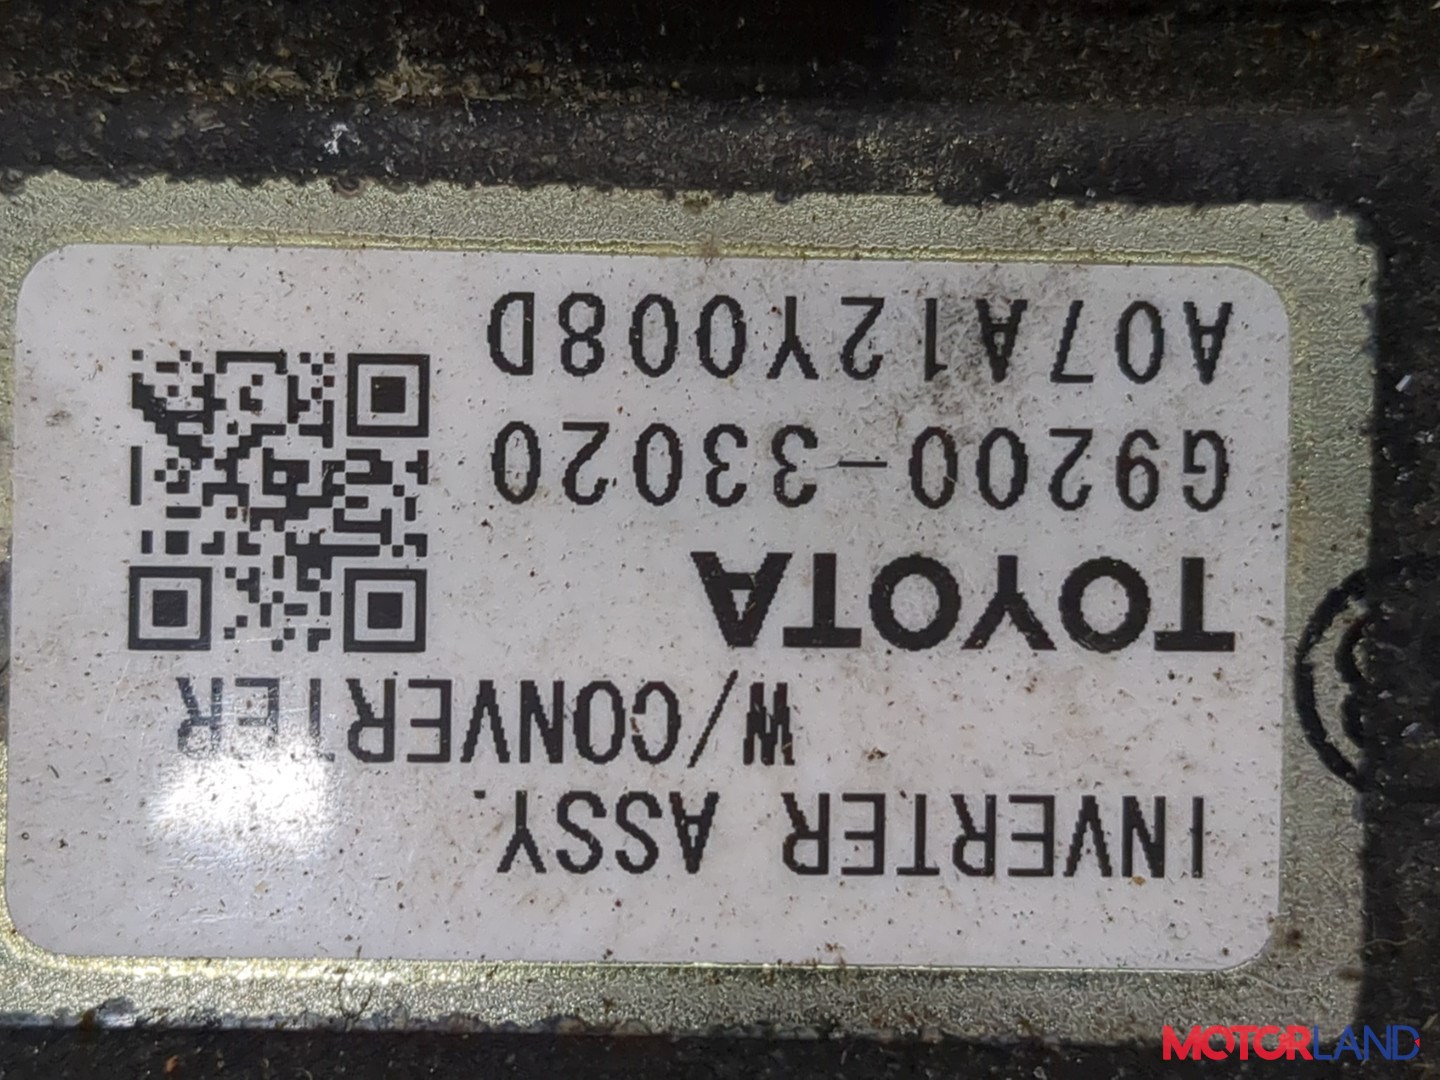 INVERTER ASSY.
W/CONVERTER
TOYOTA
G9200-33020
A07A12Y008D
MOTORLAND